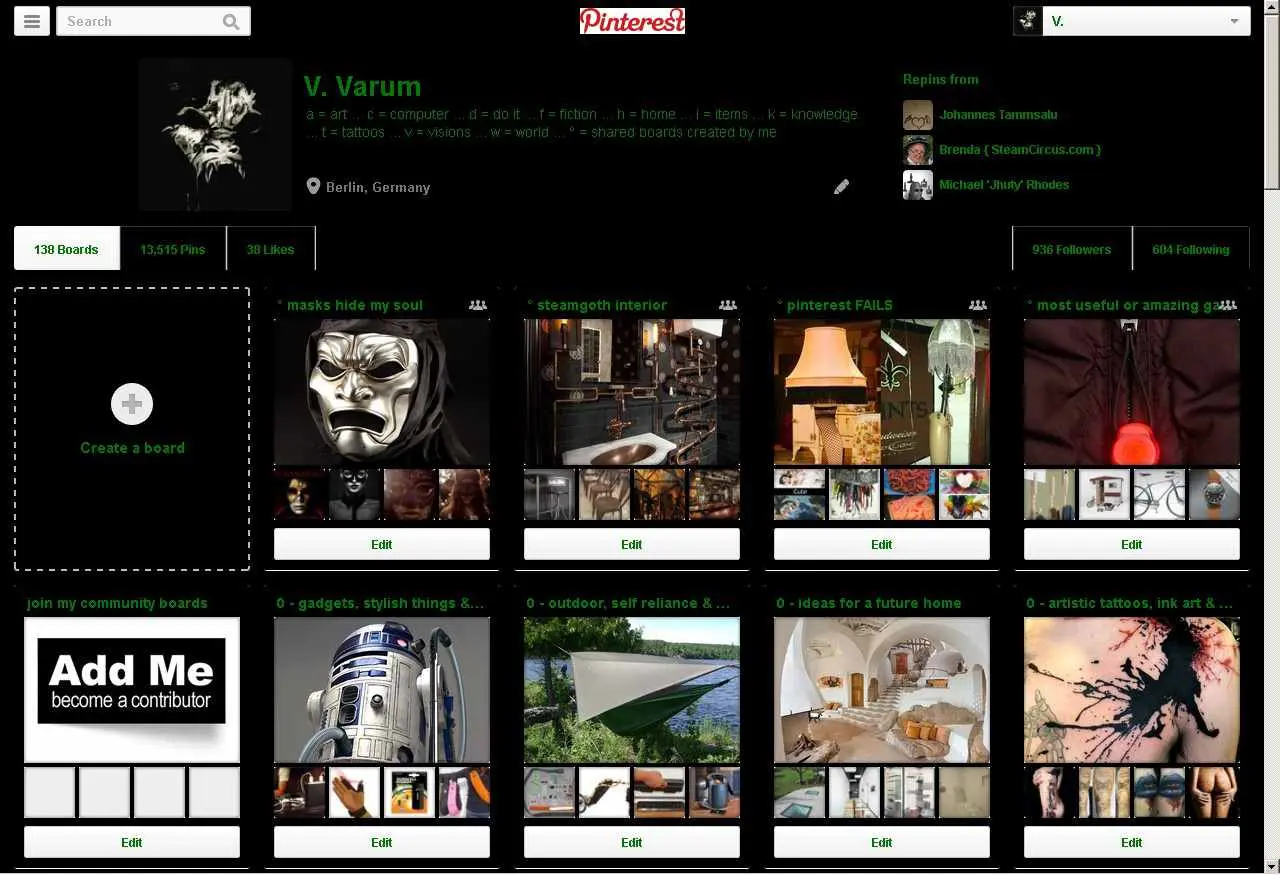 Search
Pinterest
V.
V. Varum
a = art ... c = computer ... d = do it ... f = fiction ... h = home ... i = items ... k = knowledge
... t = tattoos ... v = visions ... w = world ... ° = shared boards created by me
Berlin, Germany
Repins from
Johannes Tammsalu
Brenda { SteamCircus.com }
Michael 'Jhuty' Rhodes
138 Boards
13,515 Pins
38 Likes
936 Followers
604 Following
Create a board
° masks hide my soul
Edit
° steamgoth interior
Edit
° pinterest FAILS
Edit
° most useful or amazing ga
Edit
join my community boards
Add Me
become a contributor
Edit
0 - gadgets, stylish things &...
Edit
0 - outdoor, self reliance & ...
Edit
0 - ideas for a future home
Edit
0 - artistic tattoos, ink art & ...
Edit